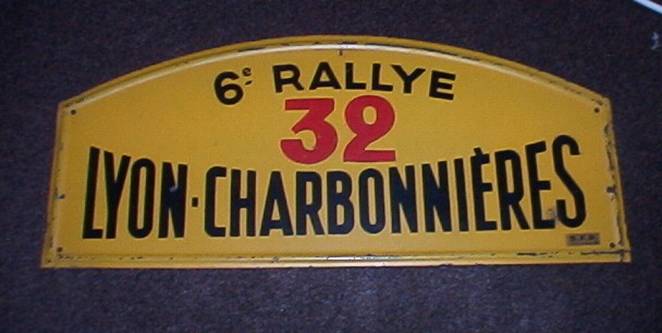 6e RALLYE
32
LYON-CHARBONNIÈRES